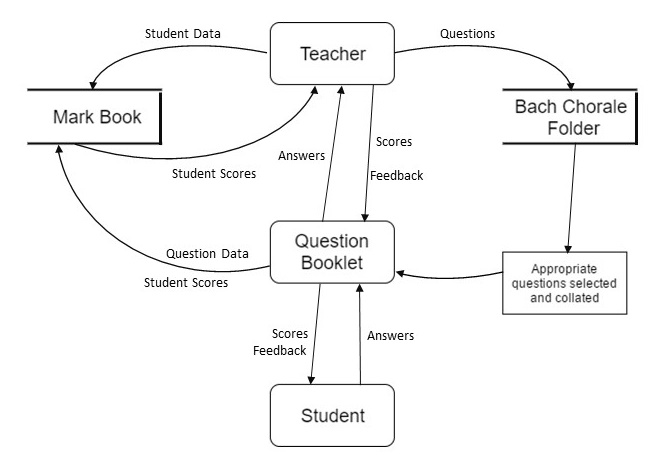 Student Data
Teacher
Questions
Mark Book
Bach Chorale
Folder
Answers
Scores
Student Scores
Feedback
Question Data
Question
Booklet
Student Scores
Appropriate
questions selected
and collated
Scores
Feedback
Answers
Student